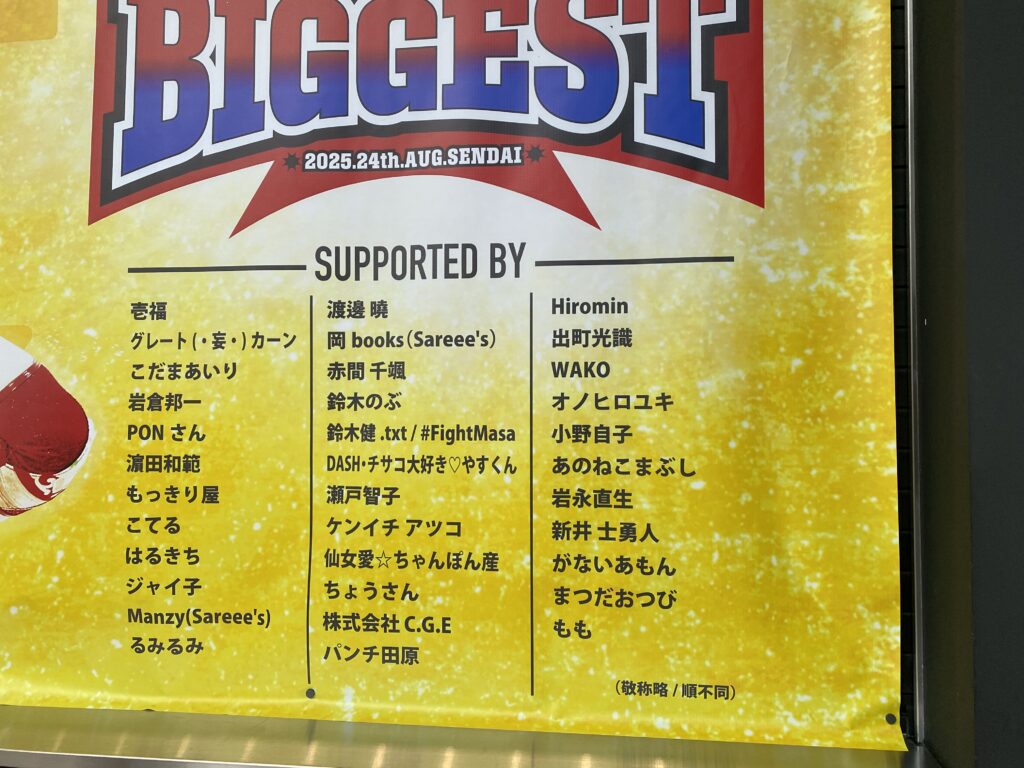 BIGGEST
2025.24th.AUG.SENDAI
SUPPORTED BY
壱福
グレート(・妄・)カーン
こだまあいり
岩倉邦一
PONさん
濵田和範
もっきり屋
こてる
はるきち
ジャイ子
Manzy(Sareee's)
るみるみ
渡邊 曉
岡 books(Sareee's)
赤間 千颯
鈴木のぶ
鈴木健.txt / #FightMasa
DASH・チサコ大好き♡やすくん
瀬戸智子
ケンイチ アツコ
仙女愛☆ちゃんぽん産
ちょうさん
株式会社 C.G.E
パンチ田原
Hiromin
出町光識
WAKO
オノヒロユキ
小野自子
あのねこまぶし
岩永直生
新井 士勇人
がないあもん
まつだおつび
もも
(敬称略 / 順不同)